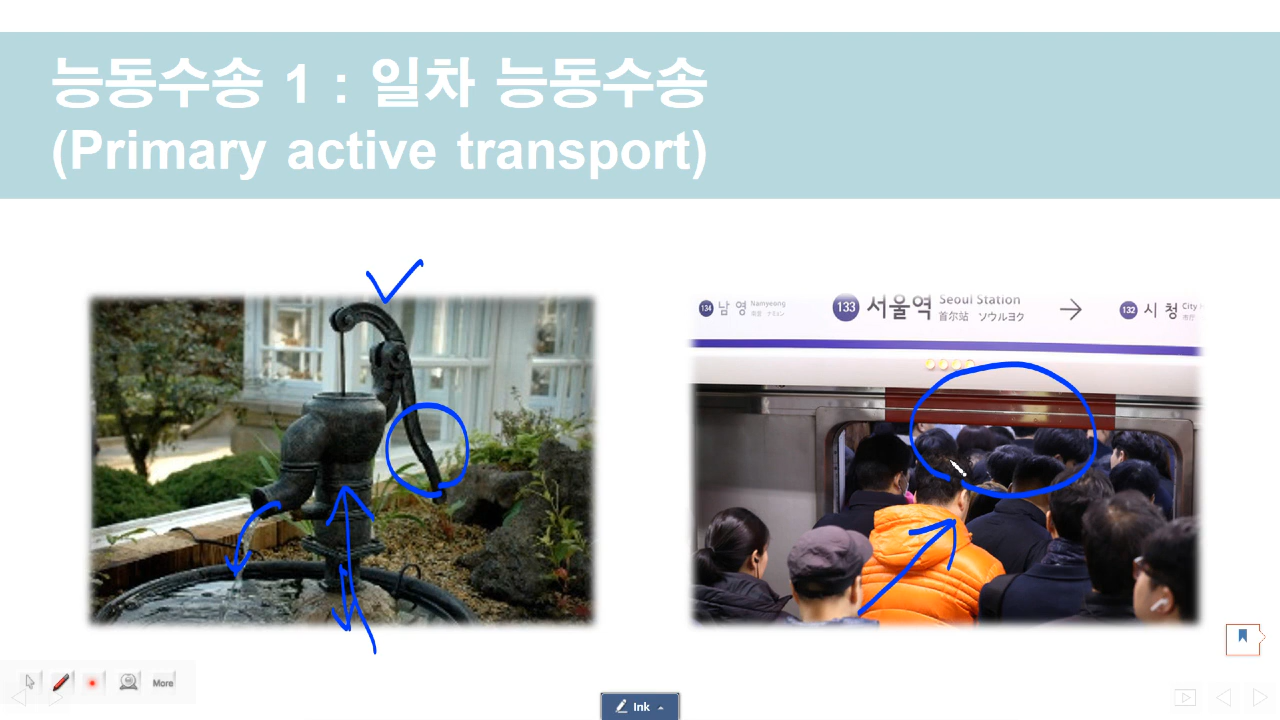 능동수송 1 : 일차 능동수송
(Primary active transport)
134 남영 Namyeong
133 서울역 Seoul Station
首尔站 ソウルヨク
132 시청 City
More
Ink